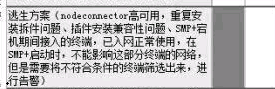 逃生方案（nodeconnector高可用，重复安
装拆件问题、插件安装兼容性问题、SMP+宕
机期间接入的终端，已入网正常使用，在
SMP+启动时，不能影响这部分终端的网络，
但是需要将不符合条件的终端筛选出来，进
行告警）